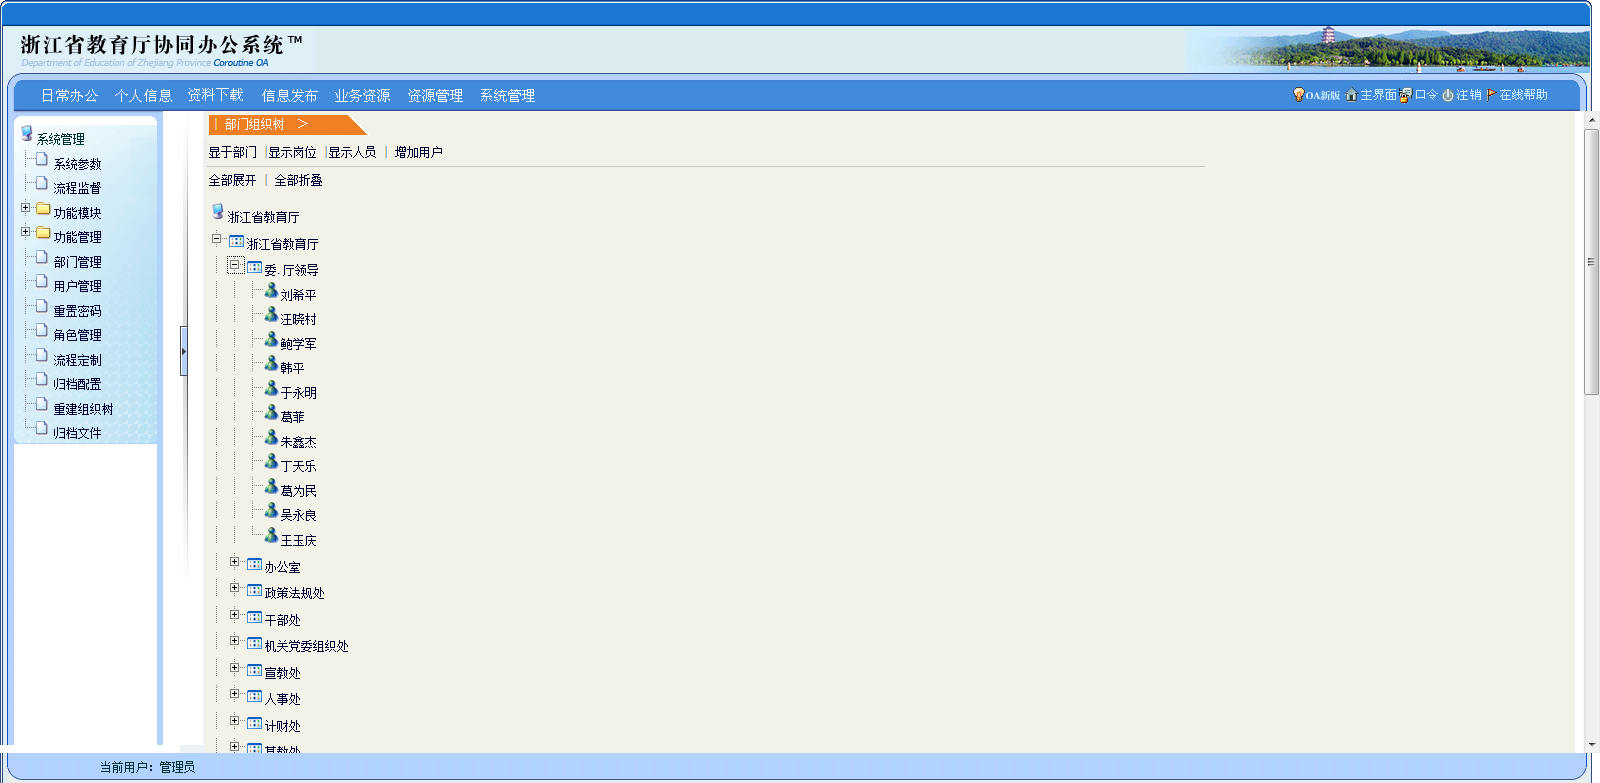 浙江省教育厅协同办公系统™
Department of Education of Zhejiang Province Coroutine OA
日常办公 个人信息 资料下载 信息发布 业务资源 资源管理 系统管理 OA新版 主界面 口令 注销 在线帮助
系统管理
系统参数
流程监督
功能模块
功能管理
部门管理
用户管理
重置密码
角色管理
流程定制
归档配置
重建组织树
归档文件
部门组织树 >
显于部门 | 显示岗位 | 显示人员 | 增加用户
全部展开 | 全部折叠
浙江省教育厅
浙江省教育厅
委.厅领导
刘希平
汪晓村
鲍学军
韩平
于永明
葛菲
朱鑫杰
丁天乐
葛为民
吴永良
王玉庆
办公室
政策法规处
干部处
机关党委组织处
宣教处
人事处
计财处
基教处
当前用户：管理员